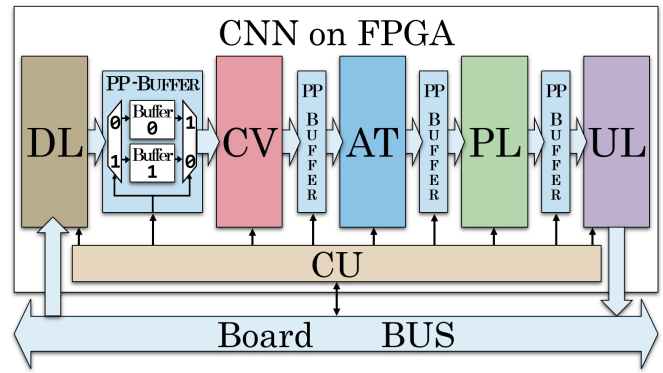 CNN on FPGA
DL
PP-BUFFER
0
Buffer
0
1
1
Buffer
1
0
CV
PP
BUFFER
AT
PP
BUFFER
PL
PP
BUFFER
UL
CU
Board BUS